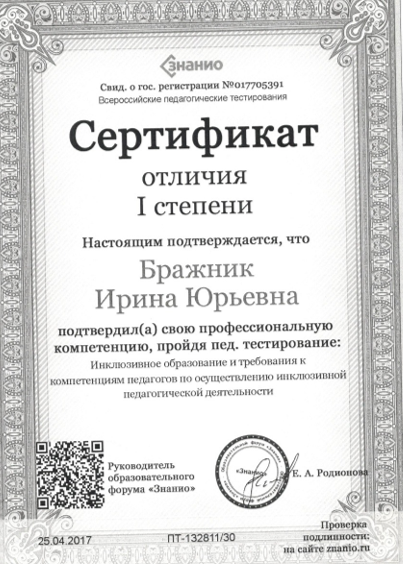 Знанио
Свид. о гос. регистрации №017705391
Всероссийские педагогические тестирования
Сертификат
отличия
I степени
Настоящим подтверждается, что
Бражник
Ирина Юрьевна
подтвердил(а) свою профессиональную
компетенцию, пройдя пед. тестирование:
Инклюзивное образование и требования к
компетенциям педагогов по осуществлению инклюзивной
педагогической деятельности
Руководитель
образовательного
форума «Знанио»
«Знанио»
Е. А. Родионова
25.04.2017
ПТ-132811/30
Проверка
подлинности:
на сайте znanio.ru